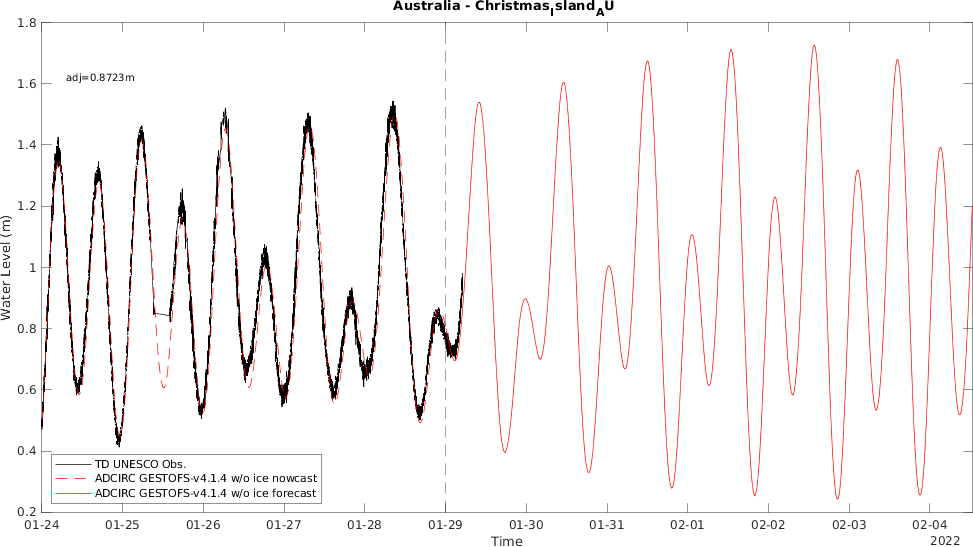 Australia - Christmas_Island_AU
1.8
1.6
1.4
1.2
1
0.8
0.6
0.4
0.2
Water Level (m)
adj=0.8723m
TD UNESCO Obs.
ADCIRC GESTOFS-v4.1.4 w/o ice nowcast
ADCIRC GESTOFS-v4.1.4 w/o ice forecast
01-24 01-25 01-26 01-27 01-28 01-29 01-30 01-31 02-01 02-02 02-03 02-04
Time
2022